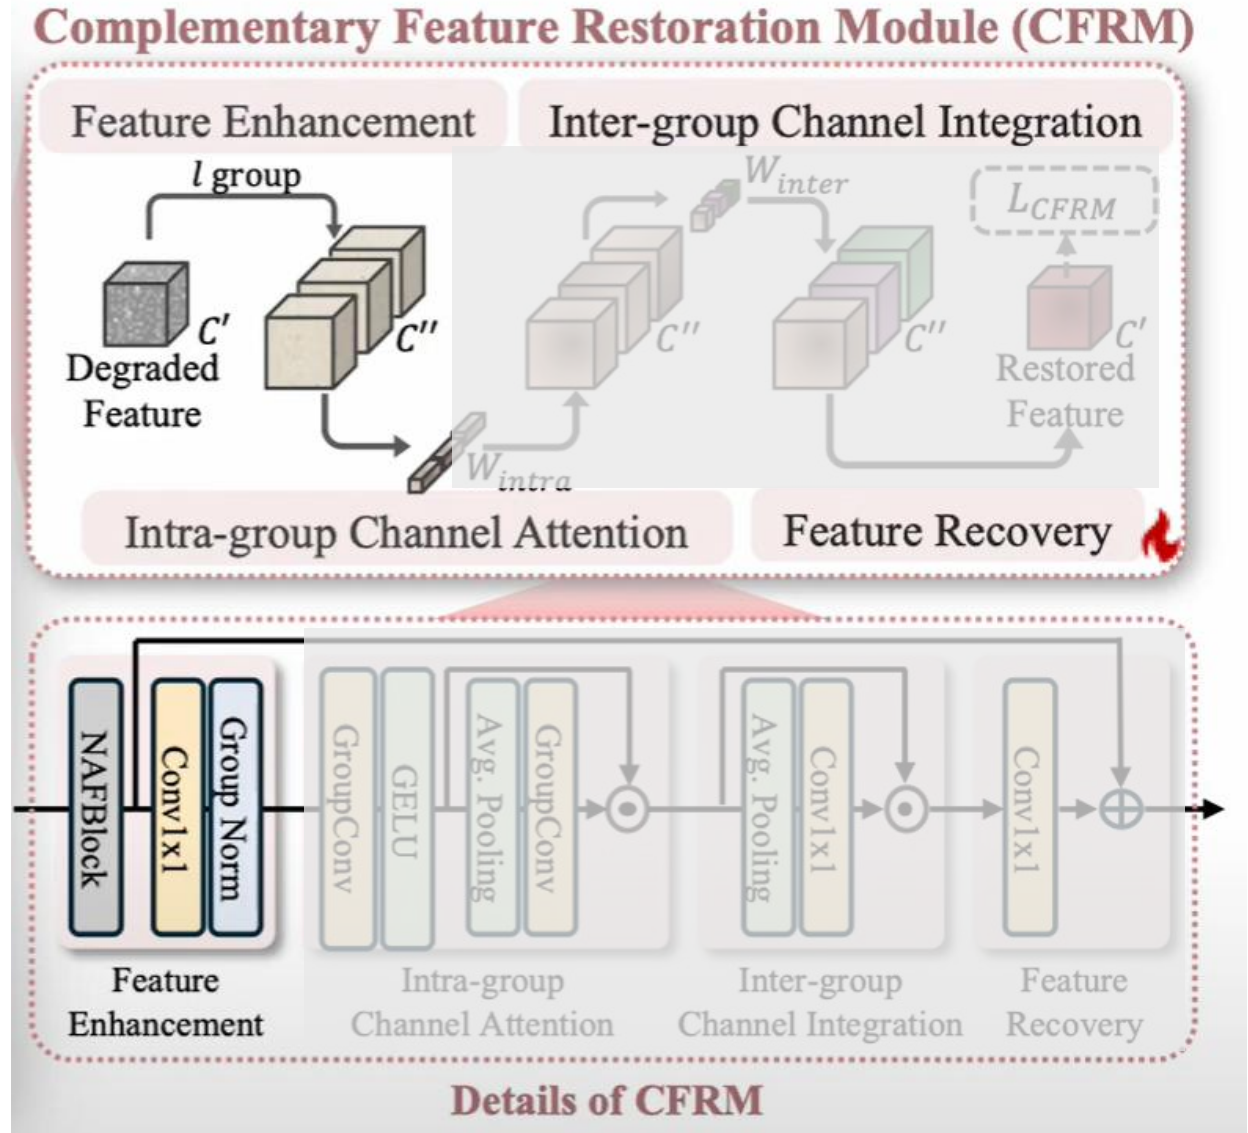 Complementary Feature Restoration Module (CFRM)
Feature Enhancement
Inter-group Channel Integration
l group
C′
Degraded
Feature
C″
W_intra
C″
W_inter
C″
L_CFRM
C′
Restored
Feature
Intra-group Channel Attention
Feature Recovery
NAFBlock
Conv1x1
Group Norm
GroupConv
GELU
Avg. Pooling
GroupConv
Avg. Pooling
Conv1x1
Conv1x1
Feature
Enhancement
Intra-group
Channel Attention
Inter-group
Channel Integration
Feature
Recovery
Details of CFRM